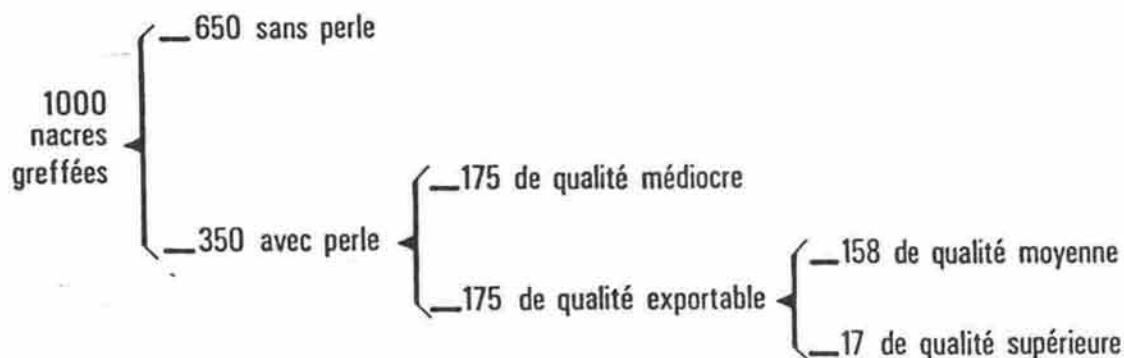 650 sans perle
1000
nacres
greffées
175 de qualité médiocre
350 avec perle
158 de qualité moyenne
175 de qualité exportable
17 de qualité supérieure